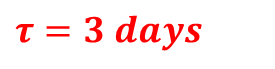 τ = 3 days